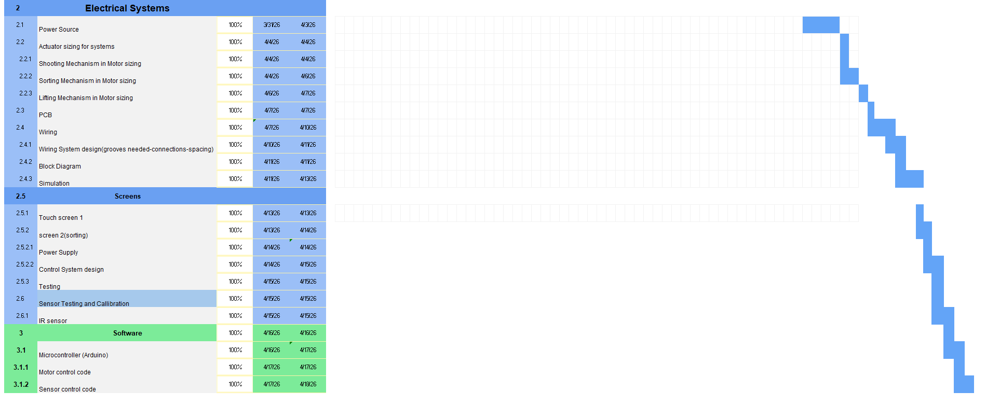 2 Electrical Systems
2.1 Power Source 100% 3/31/26 4/3/26
2.2 Actuator sizing for systems 100% 4/4/26 4/4/26
2.2.1 Shooting Mechanism in Motor sizing 100% 4/4/26 4/4/26
2.2.2 Sorting Mechanism in Motor sizing 100% 4/4/26 4/6/26
2.2.3 Lifting Mechanism in Motor sizing 100% 4/6/26 4/7/26
2.3 PCB 100% 4/7/26 4/7/26
2.4 Wiring 100% 4/7/26 4/10/26
2.4.1 Wiring System design(grooves needed-connections-spacing) 100% 4/10/26 4/11/26
2.4.2 Block Diagram 100% 4/11/26 4/11/26
2.4.3 Simulation 100% 4/11/26 4/13/26
2.5 Screens
2.5.1 Touch screen 1 100% 4/13/26 4/13/26
2.5.2 screen 2(sorting) 100% 4/13/26 4/14/26
2.5.2.1 Power Supply 100% 4/14/26 4/14/26
2.5.2.2 Control System design 100% 4/14/26 4/15/26
2.5.3 Testing 100% 4/15/26 4/15/26
2.6 Sensor Testing and Callibration 100% 4/15/26 4/15/26
2.6.1 IR sensor 100% 4/15/26 4/15/26
3 Software 100% 4/16/26 4/16/26
3.1 Microcontroller (Arduino) 100% 4/16/26 4/17/26
3.1.1 Motor control code 100% 4/17/26 4/17/26
3.1.2 Sensor control code 100% 4/17/26 4/18/26